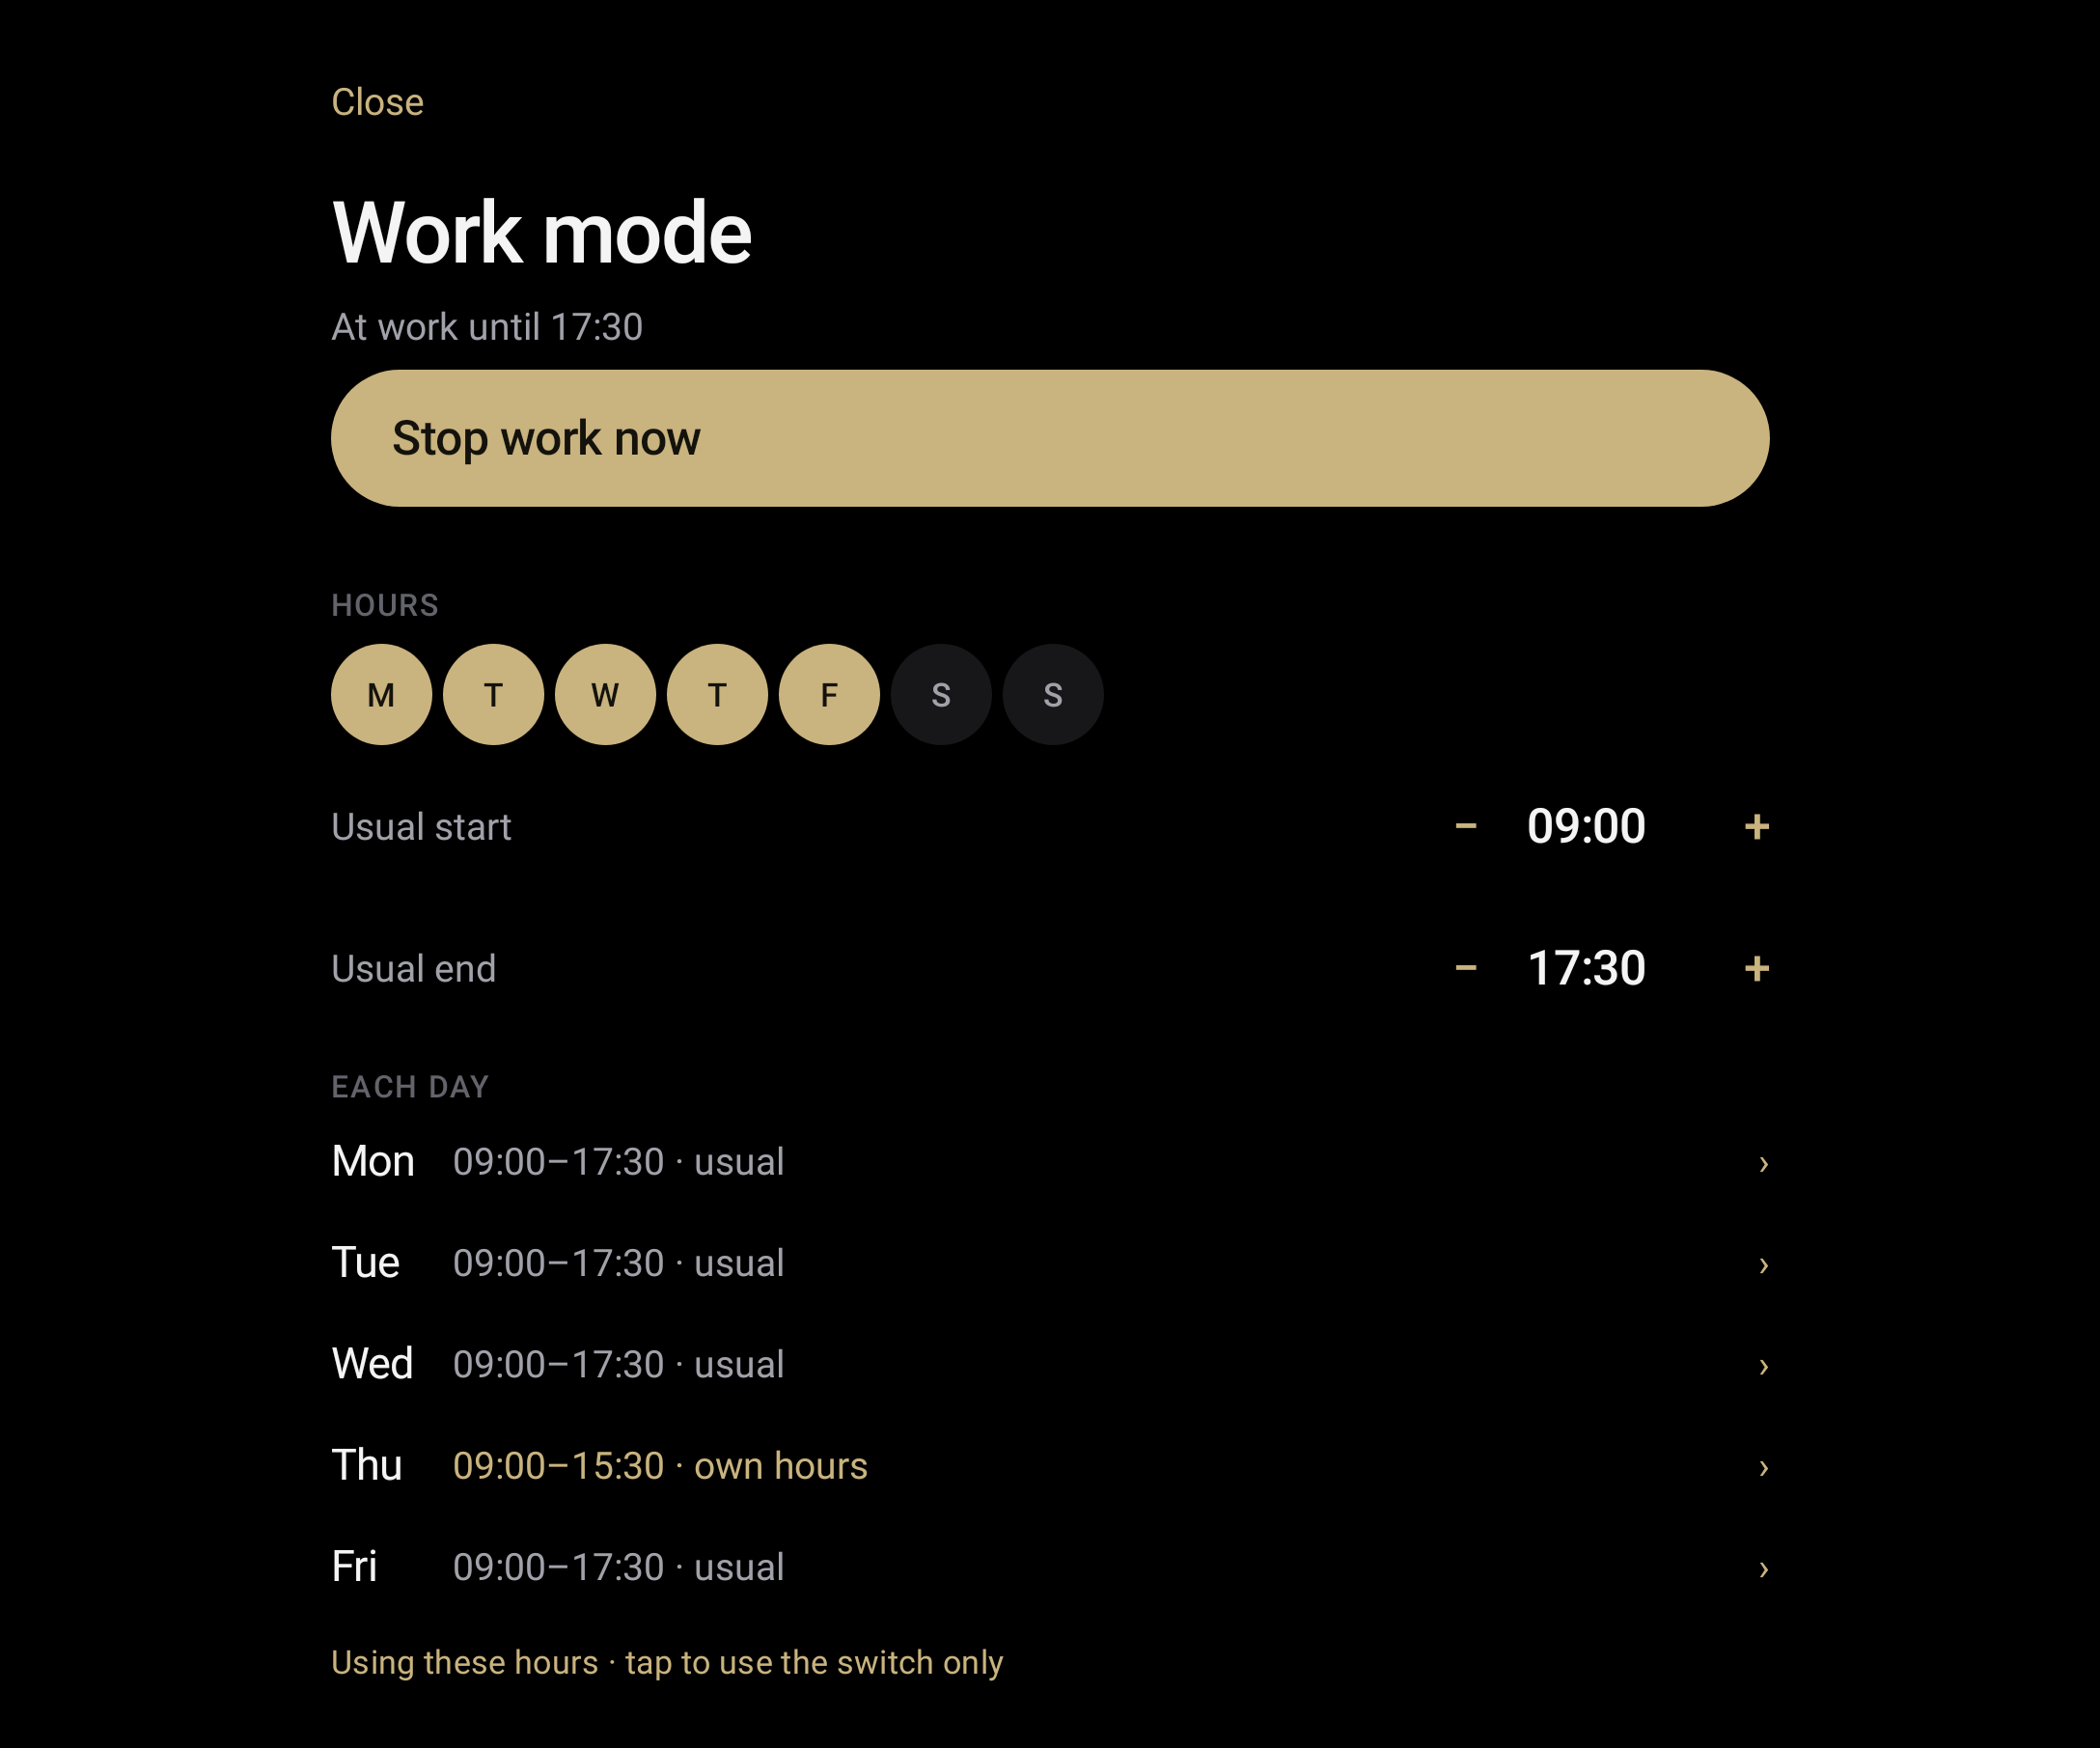 Close
Work mode
At work until 17:30
Stop work now
HOURS
M T W T F S S
Usual start − 09:00 +
Usual end − 17:30 +
EACH DAY
Mon 09:00–17:30 · usual ›
Tue 09:00–17:30 · usual ›
Wed 09:00–17:30 · usual ›
Thu 09:00–15:30 · own hours ›
Fri 09:00–17:30 · usual ›
Using these hours · tap to use the switch only